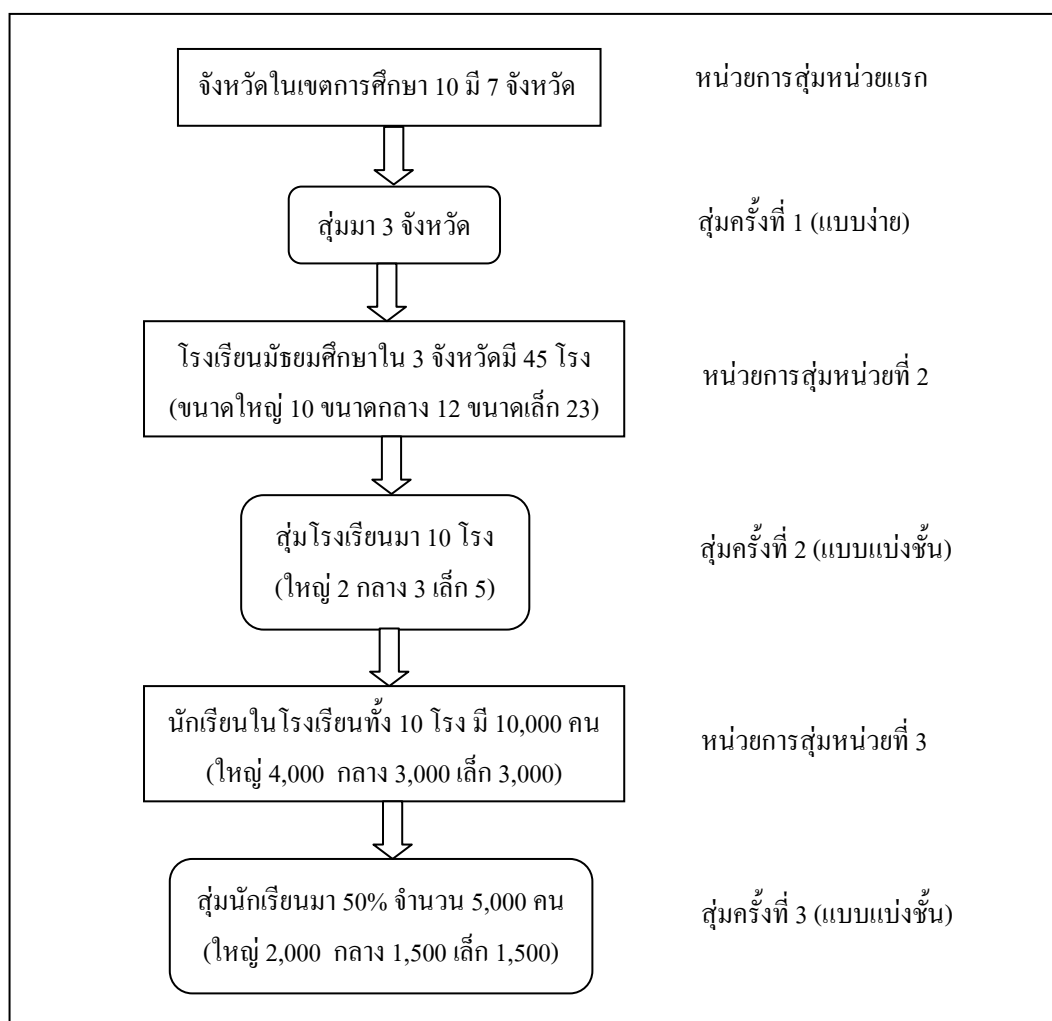 จังหวัดในเขตการศึกษา 10 มี 7 จังหวัด
หน่วยการสุ่มหน่วยแรก
สุ่มมา 3 จังหวัด
สุ่มครั้งที่ 1 (แบบง่าย)
โรงเรียนมัธยมศึกษาใน 3 จังหวัดมี 45 โรง
(ขนาดใหญ่ 10 ขนาดกลาง 12 ขนาดเล็ก 23)
หน่วยการสุ่มหน่วยที่ 2
สุ่มโรงเรียนมา 10 โรง
(ใหญ่ 2 กลาง 3 เล็ก 5)
สุ่มครั้งที่ 2 (แบบแบ่งชั้น)
นักเรียนในโรงเรียนทั้ง 10 โรง มี 10,000 คน
(ใหญ่ 4,000 กลาง 3,000 เล็ก 3,000)
หน่วยการสุ่มหน่วยที่ 3
สุ่มนักเรียนมา 50% จำนวน 5,000 คน
(ใหญ่ 2,000 กลาง 1,500 เล็ก 1,500)
สุ่มครั้งที่ 3 (แบบแบ่งชั้น)